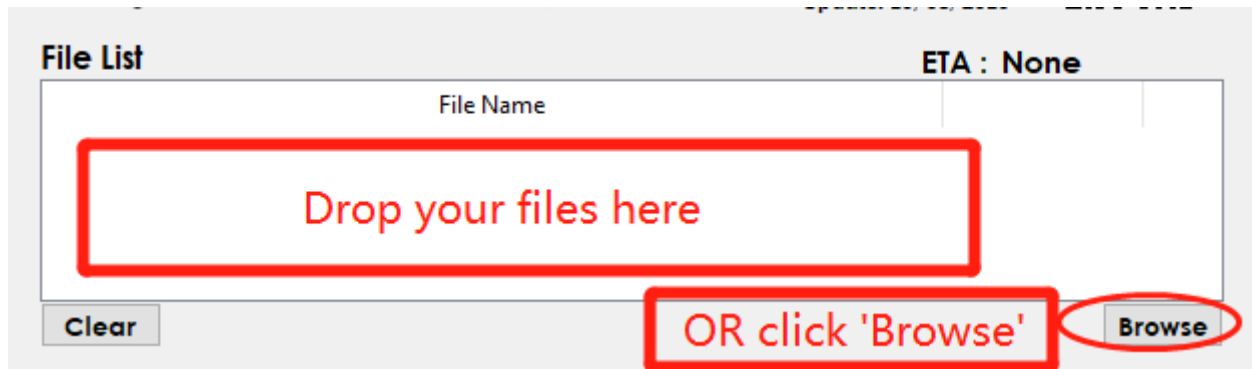 File List
ETA : None
File Name
Drop your files here
Clear
OR click 'Browse'
Browse